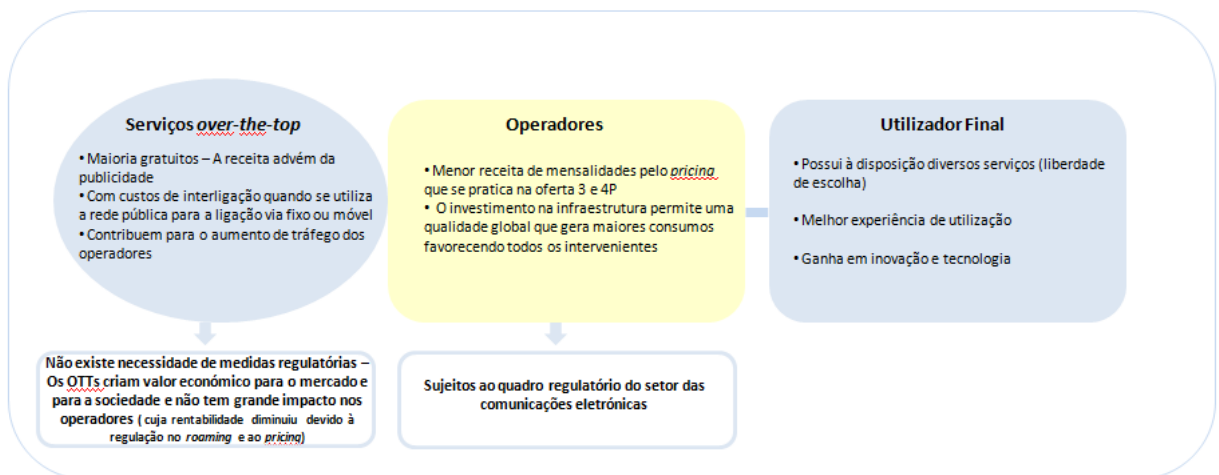 Serviços over-the-top
• Maioria gratuitos – A receita advém da
publicidade
• Com custos de interligação quando se utiliza
a rede pública para a ligação via fixo ou móvel
• Contribuem para o aumento de tráfego dos
operadores
Operadores
• Menor receita de mensalidades pelo pricing
que se pratica na oferta 3 e 4P
• O investimento na infraestrutura permite uma
qualidade global que gera maiores consumos
favorecendo todos os intervenientes
Utilizador Final
• Possui à disposição diversos serviços (liberdade
de escolha)
• Melhor experiência de utilização
• Ganha em inovação e tecnologia
Não existe necessidade de medidas regulatórias –
Os OTTs criam valor económico para o mercado e
para a sociedade e não tem grande impacto nos
operadores ( cuja rentabilidade diminuiu devido à
regulação no roaming e ao pricing)
Sujeitos ao quadro regulatório do setor das
comunicações eletrónicas